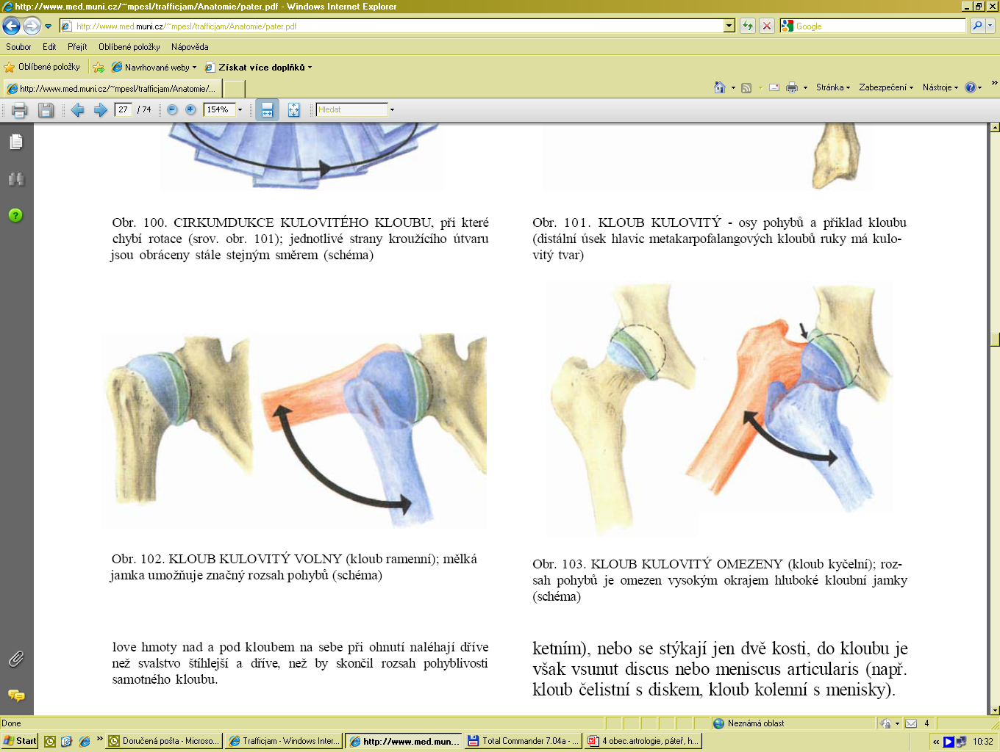 http://www.med.muni.cz/~mpesl/trafficjam/Anatomie/pater.pdf - Windows Internet Explorer
http://www.med.muni.cz/~mpesl/trafficjam/Anatomie/pater.pdf
Google
Soubor Edit Přejít Oblíbené položky Nápověda
Oblíbené položky Navrhované weby Získat více doplňků
http://www.med.muni.cz/~mpesl/trafficjam/Anatomie/...
Stránka Zabezpečení Nástroje
27 / 74 154% Hledat
Obr. 100. CIRKUMDUKCE KULOVITÉHO KLOUBU, při které
chybí rotace (srov. obr. 101); jednotlivé strany kroužícího útvaru
jsou obráceny stále stejným směrem (schéma)
Obr. 101. KLOUB KULOVITÝ - osy pohybů a přiklad kloubu
(distální úsek hlavic metakarpofalangových kloubů ruky má kulo-
vitý tvar)
Obr. 102. KLOUB KULOVITÝ VOLNY (kloub ramenní); mělká
jamka umožňuje značný rozsah pohybů (schéma)
Obr. 103. KLOUB KULOVITÝ OMEZENY (kloub kyčelní); roz-
sah pohybů je omezen vysokým okrajem hluboké kloubní jamky
(schéma)
love hmoty nad a pod kloubem na sebe při ohnutí naléhají dříve
než svalstvo štíhlejší a dříve, než by skončil rozsah pohyblivosti
samotného kloubu.
ketním), nebo se stýkají jen dvě kosti, do kloubu je
však vsunut discus nebo meniscus articularis (např.
kloub čelistní s diskem, kloub kolenní s menisky).
Done
Neznámá oblast
4
Start
Doručená pošta - Microso...
Trafficjam - Windows Inter...
http://www.med.mun...
Total Commander 7.04a - ...
4 obec.artrologie, páteř, h...
10:32